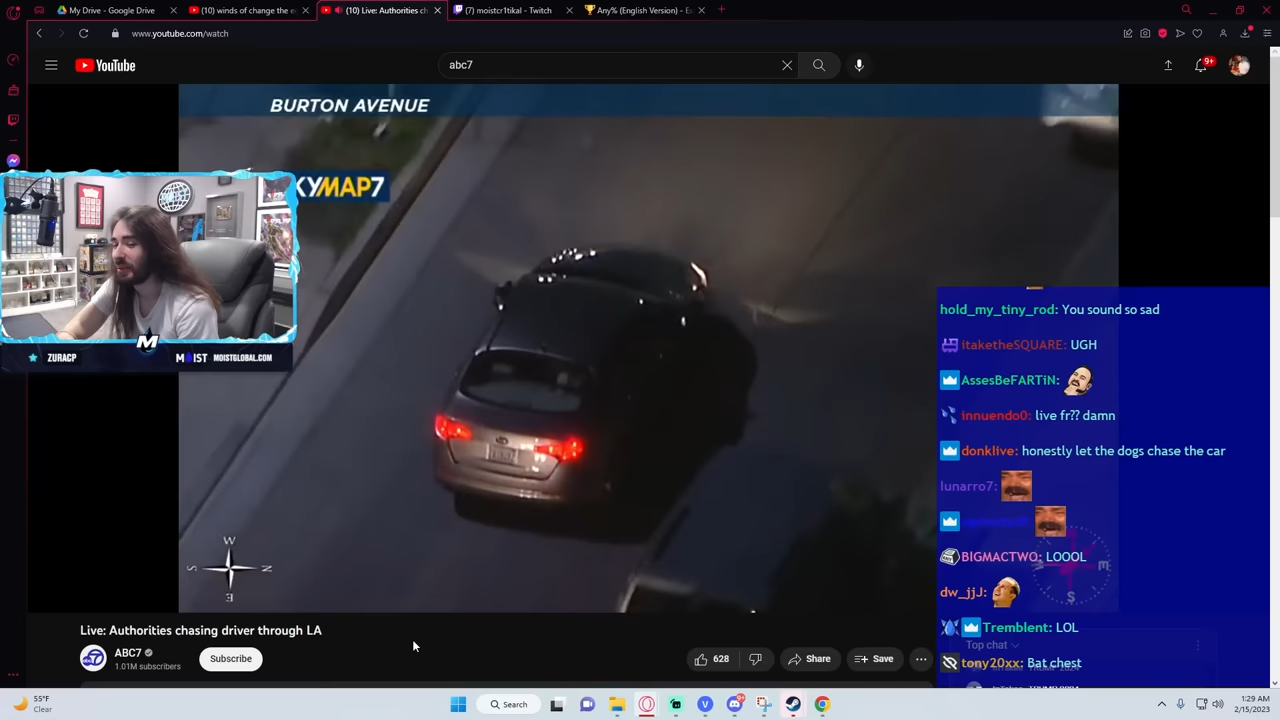 My Drive - Google Drive
(10) winds of change the e
(10) Live: Authorities ch
moistcr1tikal - Twitch
Any% (English) - Ex
www.youtube.com/watch
YouTube
abc7
9+
BURTON AVENUE
KYMAP7
M
ZURACP
MOIST MOISTGLOBAL.COM
hold_my_tiny_rod: You sound so sad
itaketheSQUARE: UGH
AssesBeFARTiN:
innuendo0: live fr?? damn
donklive: honestly let the dogs chase the car
lunarro7:
BIGMACTWO: LOOOL
dw_jjJ:
Tremblent: LOL
tony20xx: Bat chest
W
S N
E
S
Live: Authorities chasing driver through LA
ABC7
1.01M subscribers
Subscribe
628
Share
Save
Top chat
55°F
Clear
Search
1:29 AM
2/15/2023